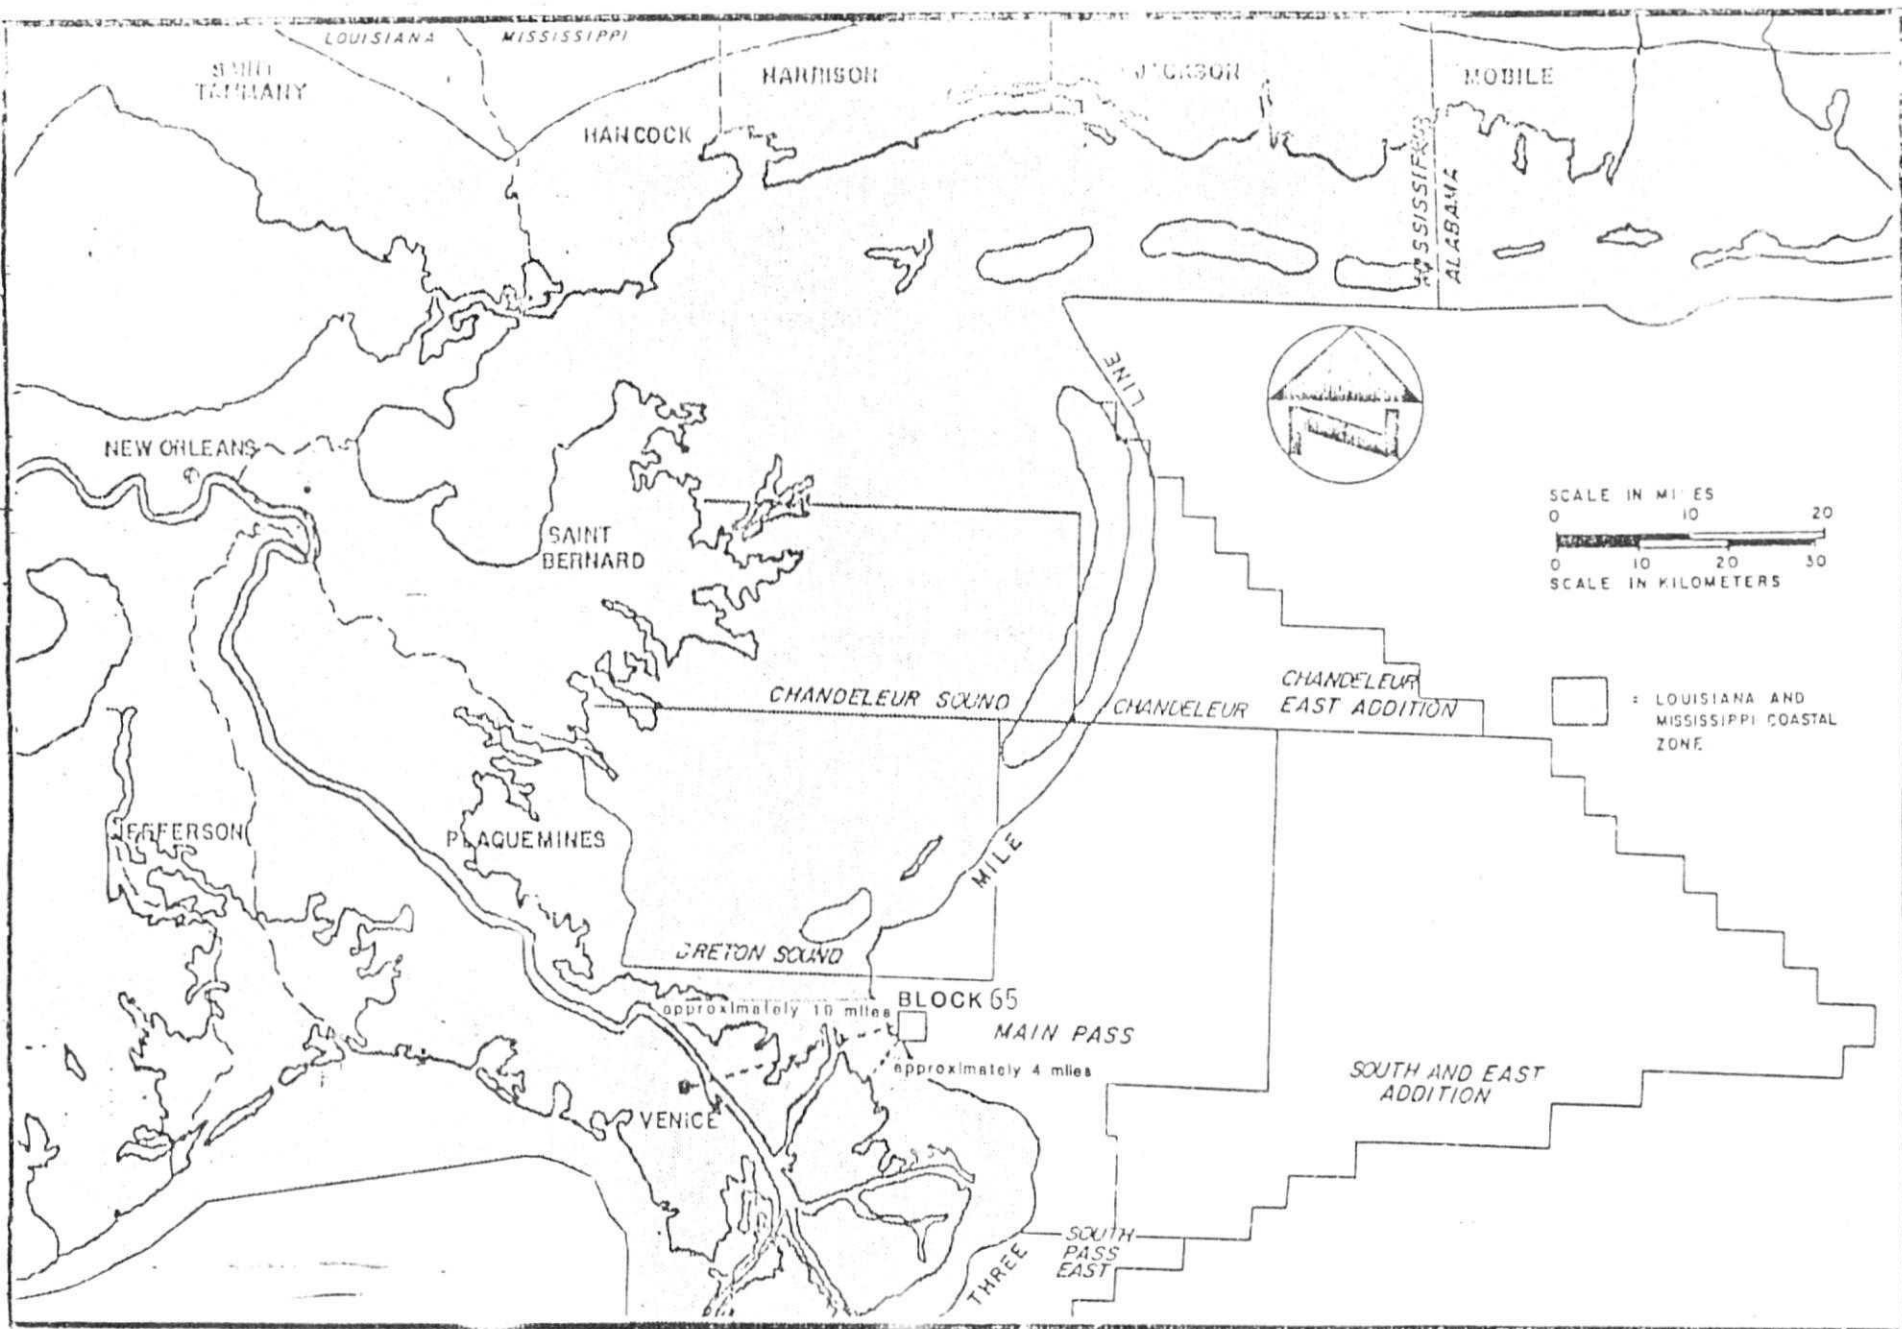 LOUISIANA
MISSISSIPPI
SAINT
TAMMANY
HARRISON
JACKSON
MOBILE
HANCOCK
MISSISSIPPI
ALABAMA
LINE
NEW ORLEANS
SAINT
BERNARD
SCALE IN MILES
0 10 20
0 10 20 30
SCALE IN KILOMETERS
CHANDELEUR SOUND
CHANDELEUR
CHANDELEUR
EAST ADDITION
= LOUISIANA AND
MISSISSIPPI COASTAL
ZONE
JEFFERSON
PLAQUEMINES
MILE
BRETON SOUND
BLOCK 65
approximately 10 miles
MAIN PASS
approximately 4 miles
SOUTH AND EAST
ADDITION
VENICE
SOUTH
PASS
EAST
THREE